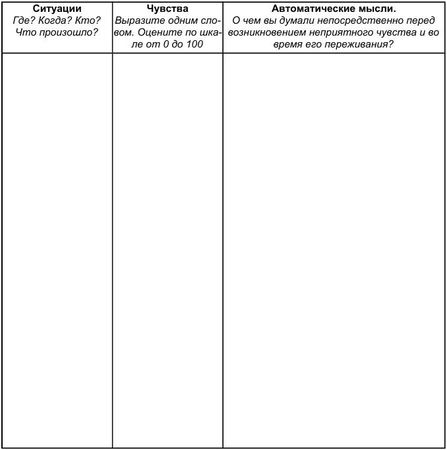 Ситуации
Где? Когда? Кто?
Что произошло?
Чувства
Выразите одним сло-
вом. Оцените по шка-
ле от 0 до 100
Автоматические мысли.
О чем вы думали непосредственно перед
возникновением неприятного чувства и во
время его переживания?